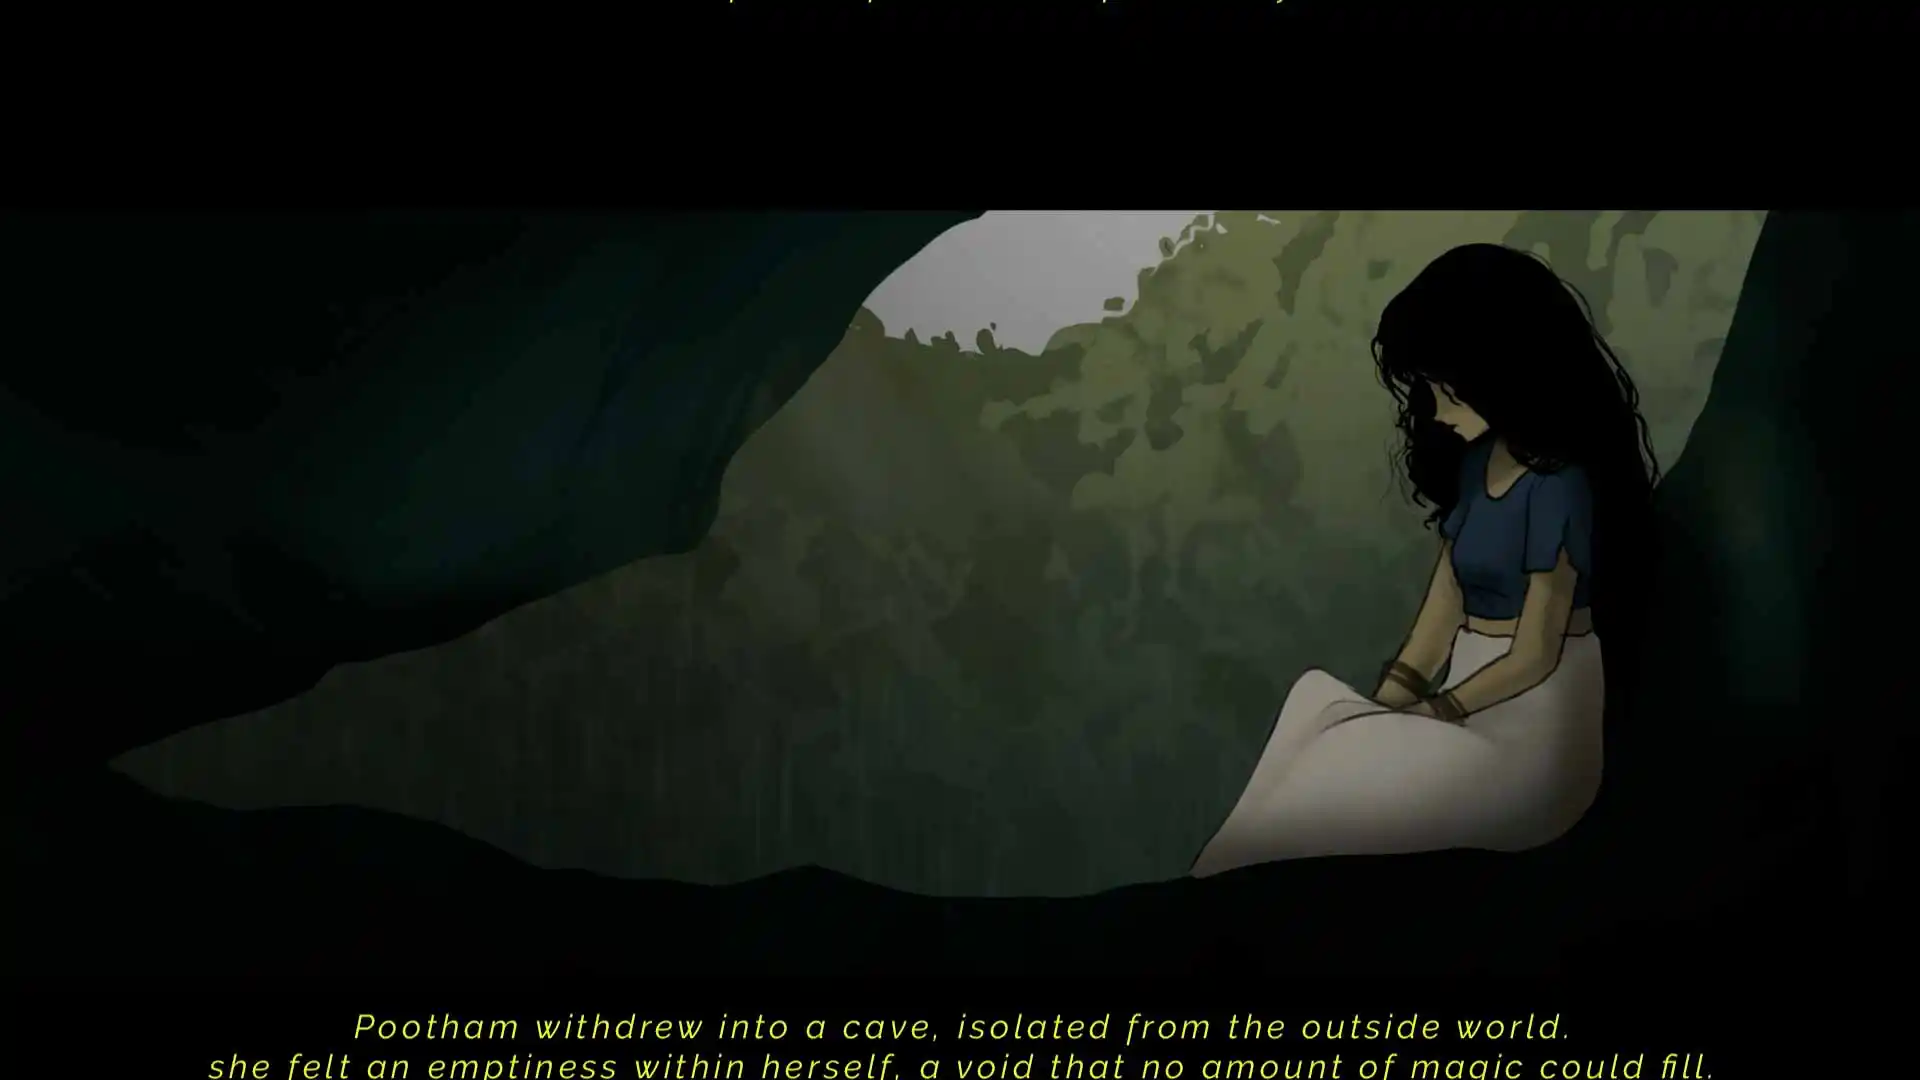 Pootham withdrew into a cave, isolated from the outside world.
she felt an emptiness within herself, a void that no amount of magic could fill.